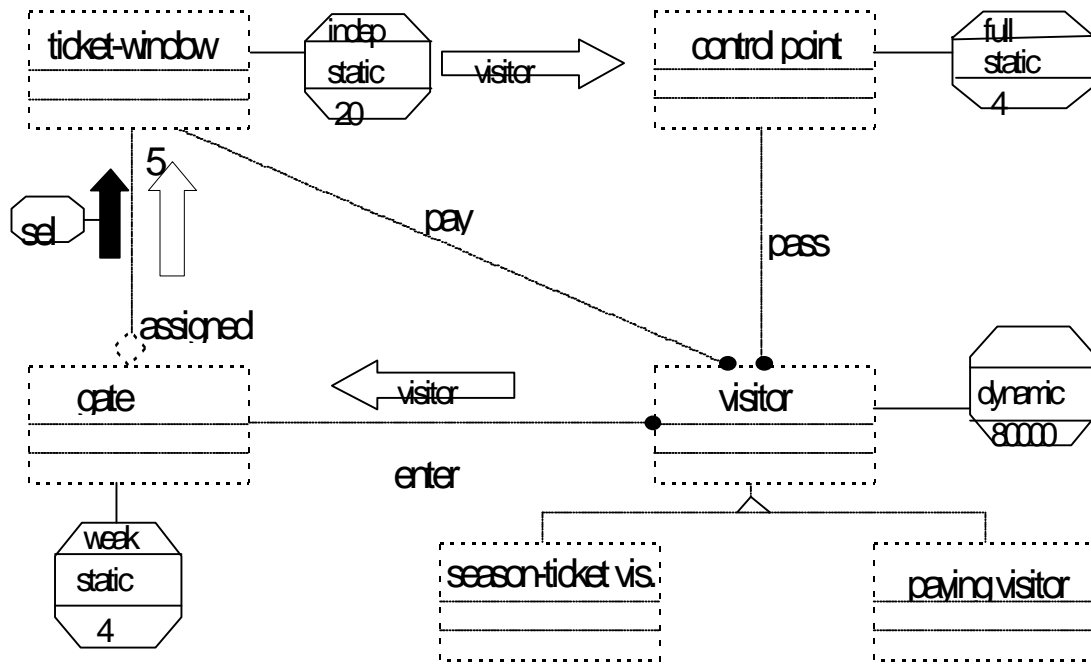 ticket-window
indep
static
20
visitor
control point
full
static
4
5
sel
pay
pass
assigned
gate
visitor
visitor
dynamic
80000
enter
weak
static
4
season-ticket vis.
paying visitor